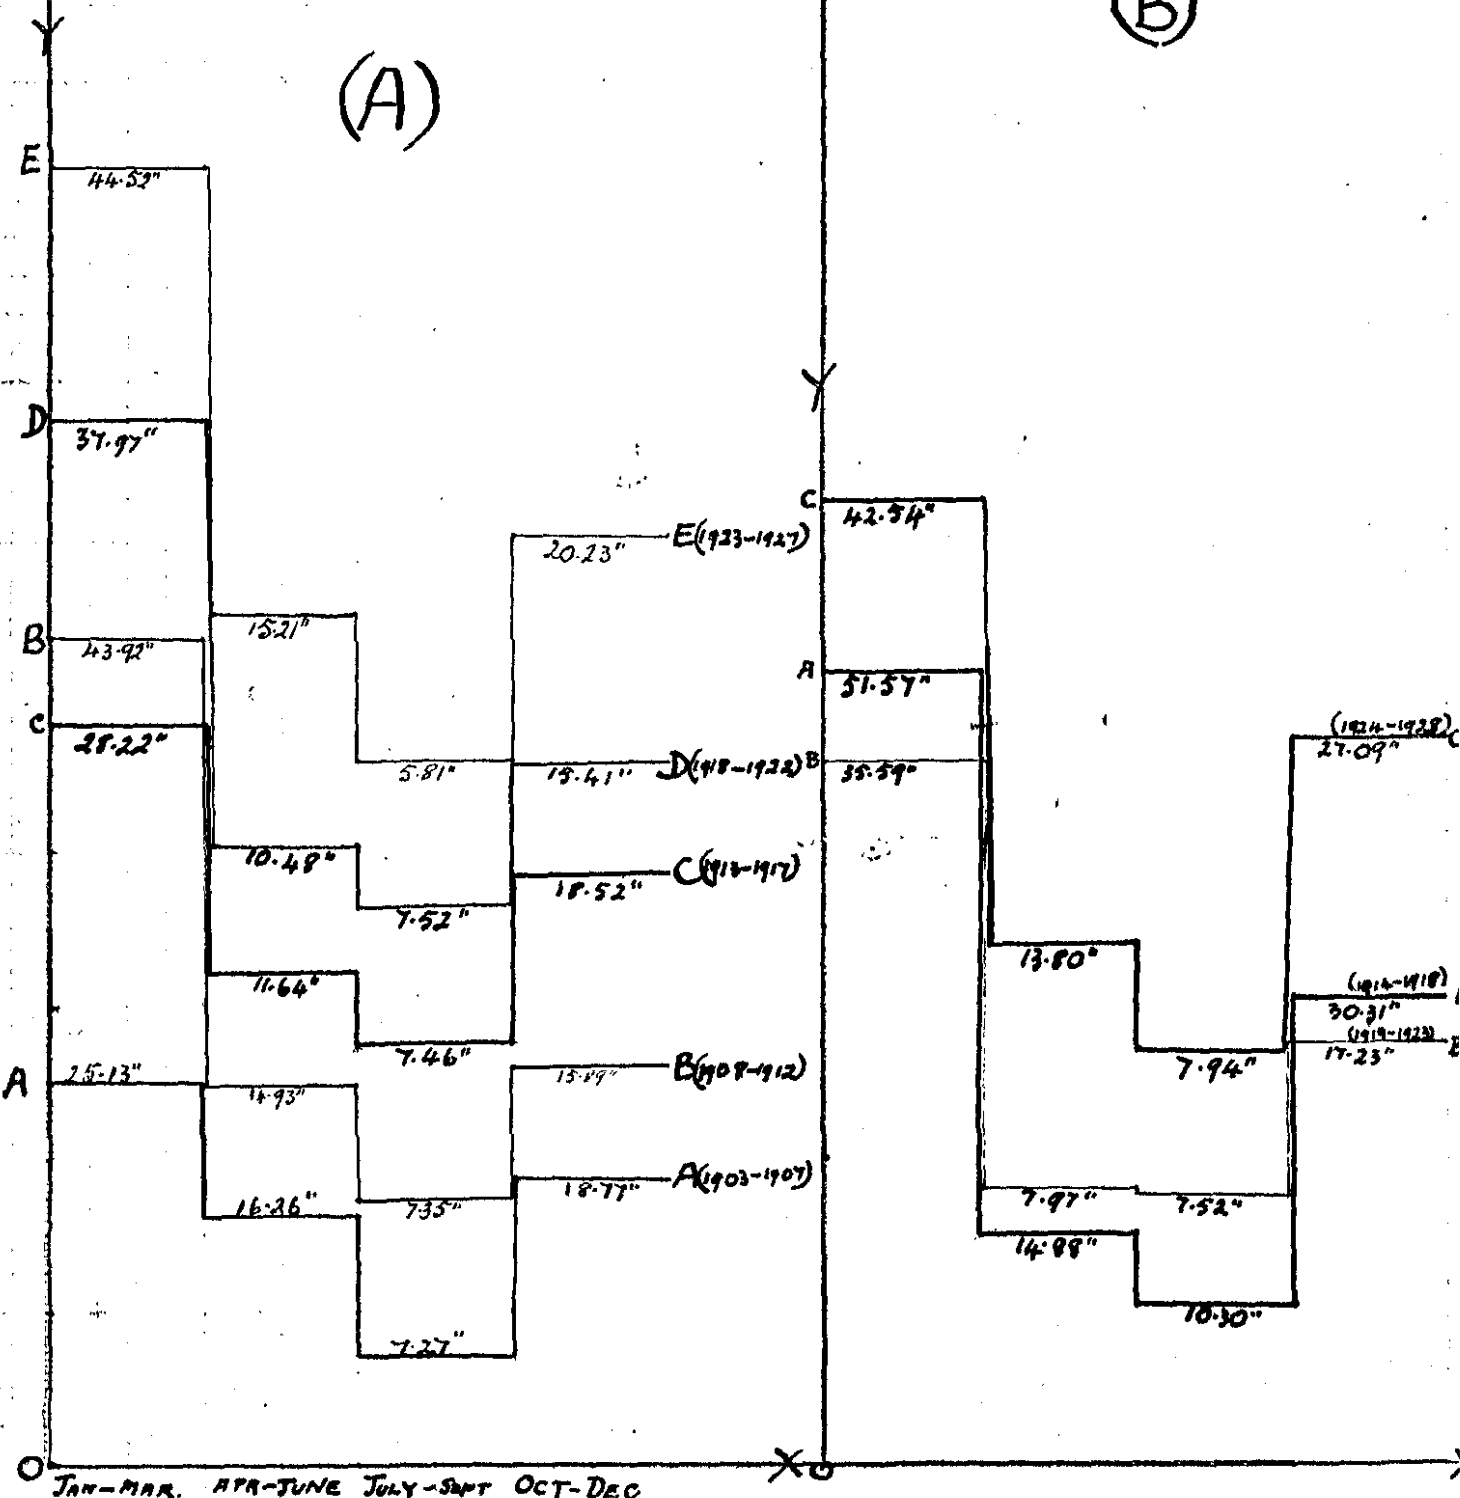 Y
(A)
B
E
44.52"
D
37.97"
B
43.92"
C
28.22"
A
25.13"
15.21"
5.81"
20.23"
E(1923-1927)
10.48"
7.52"
15.41"
D(1918-1922)
11.64"
7.46"
18.52"
C(1913-1917)
14.93"
7.35"
15.89"
B(1908-1912)
16.26"
7.27"
18.77"
A(1903-1907)
O
X
JAN-MAR. APR-JUNE JULY-SEPT OCT-DEC
Y
C
42.54"
A
51.57"
B
35.59"
13.80"
7.94"
(1924-1928)
27.09"
7.97"
7.52"
(1914-1918)
30.31"
(1919-1923)
17.23"
B
14.88"
10.30"
O